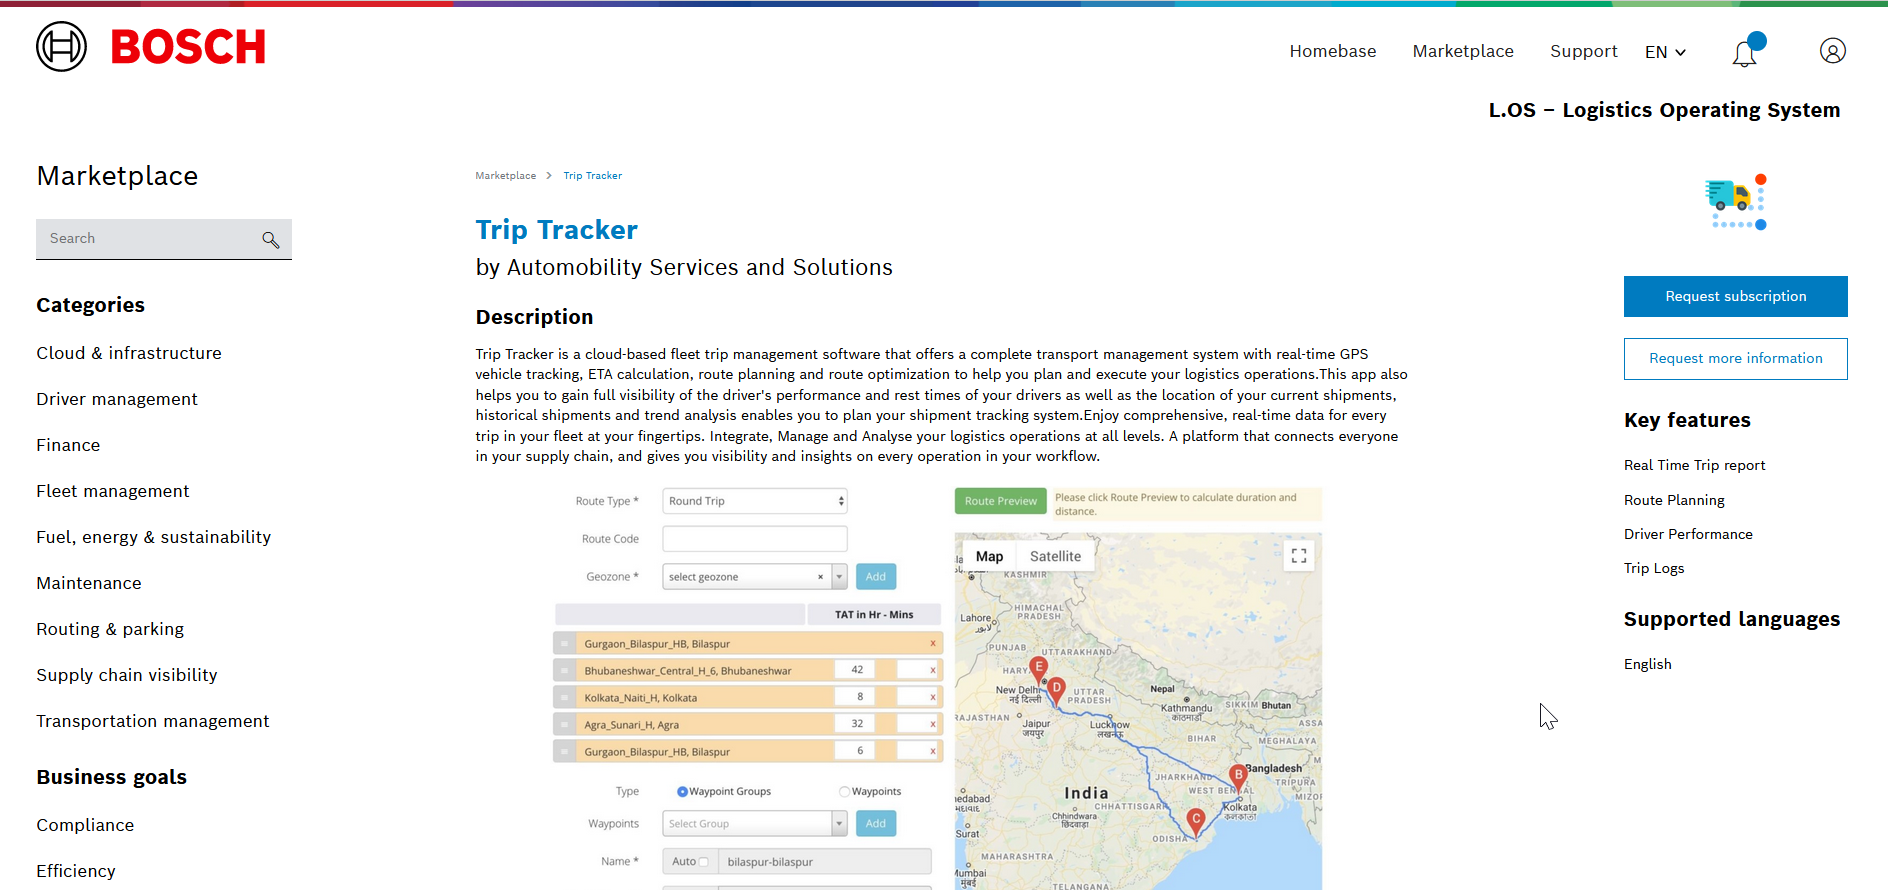 BOSCH
Homebase
Marketplace
Support
EN
L.OS – Logistics Operating System
Marketplace
Search
Categories
Cloud & infrastructure
Driver management
Finance
Fleet management
Fuel, energy & sustainability
Maintenance
Routing & parking
Supply chain visibility
Transportation management
Business goals
Compliance
Efficiency
Marketplace > Trip Tracker
Trip Tracker
by Automobility Services and Solutions
Description
Trip Tracker is a cloud-based fleet trip management software that offers a complete transport management system with real-time GPS
vehicle tracking, ETA calculation, route planning and route optimization to help you plan and execute your logistics operations.This app also
helps you to gain full visibility of the driver's performance and rest times of your drivers as well as the location of your current shipments,
historical shipments and trend analysis enables you to plan your shipment tracking system.Enjoy comprehensive, real-time data for every
trip in your fleet at your fingertips. Integrate, Manage and Analyse your logistics operations at all levels. A platform that connects everyone
in your supply chain, and gives you visibility and insights on every operation in your workflow.
Route Type * Round Trip
Route Code
Geozone * select geozone × Add
TAT in Hr - Mins
Gurgaon_Bilaspur_HB, Bilaspur x
Bhubaneshwar_Central_H_6, Bhubaneshwar 42 x
Kolkata_Naiti_H, Kolkata 8 x
Agra_Sunari_H, Agra 32 x
Gurgaon_Bilaspur_HB, Bilaspur 6 x
Type Waypoint Groups Waypoints
Waypoints Select Group Add
Name * Auto bilaspur-bilaspur
Route Preview
Please click Route Preview to calculate duration and
distance.
Map Satellite
KASHMIR
HIMACHAL
PRADESH
Lahore
لاہور
PUNJAB
UTTARAKHAND
HARY
E
New Delhi
नई दिल्ली
D
UTTAR
PRADESH
Nepal
Kathmandu
काठमाडौं
SIKKIM
Bhutan
RAJASTHAN
Jaipur
जयपुर
Lucknow
लखनऊ
ASSA
BIHAR
MEGHALAYA
B
Bangladesh
JHARKHAND
TRIPURA
WEST BENGAL
MIZOR
India
CHHATTISGARH
Kolkata
কলকাতা
nedabad
Chhindwara
छिंदवाड़ा
C
ODISHA
Surat
MAHARASHTRA
Mumbai
मुंबई
TELANGANA
Request subscription
Request more information
Key features
Real Time Trip report
Route Planning
Driver Performance
Trip Logs
Supported languages
English